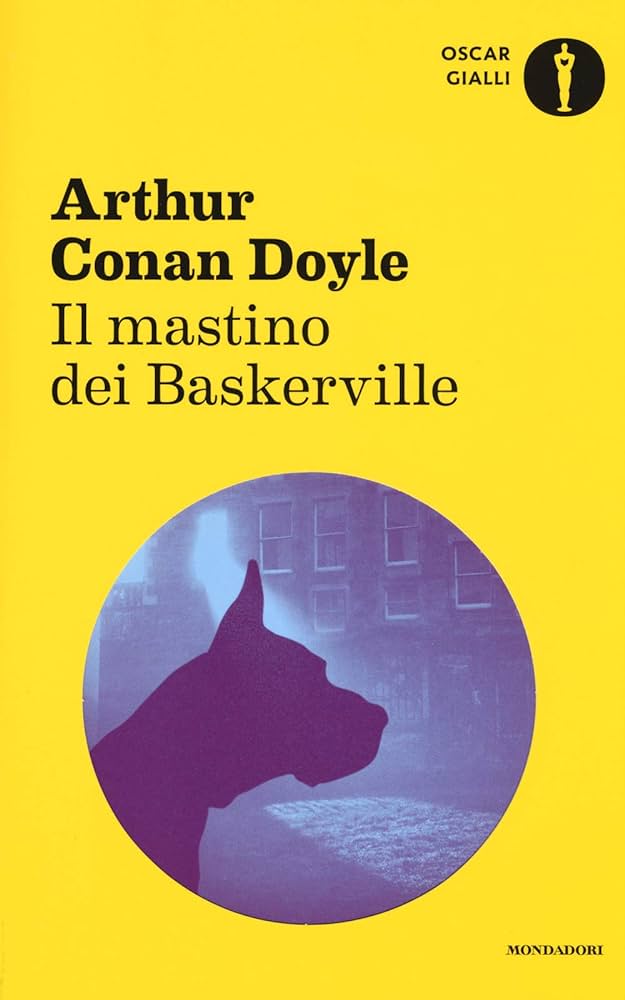 OSCAR
GIALLI
Arthur
Conan Doyle
Il mastino
dei Baskerville
MONDADORI